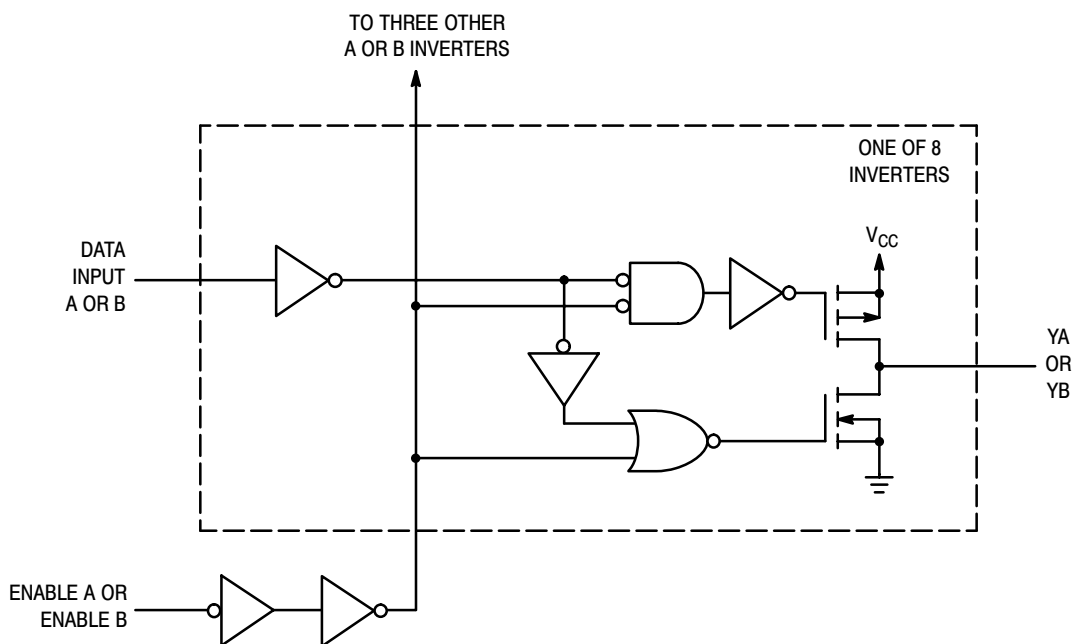 TO THREE OTHER
A OR B INVERTERS
ONE OF 8
INVERTERS
DATA
INPUT
A OR B
VCC
YA
OR
YB
ENABLE A OR
ENABLE B